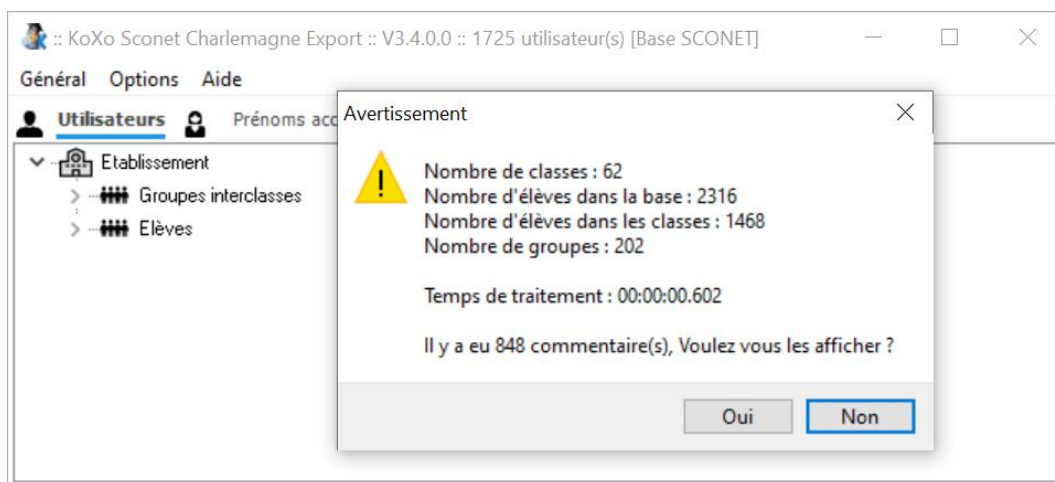 :: KoXo Sconet Charlemagne Export :: V3.4.0.0 :: 1725 utilisateur(s) [Base SCONET]
Général Options Aide
Utilisateurs Prénoms
Avertissement
Etablissement
Groupes interclasses
Elèves
Nombre de classes : 62
Nombre d'élèves dans la base : 2316
Nombre d'élèves dans les classes : 1468
Nombre de groupes : 202
Temps de traitement : 00:00:00.602
Il y a eu 848 commentaire(s), Voulez vous les afficher ?
Oui Non